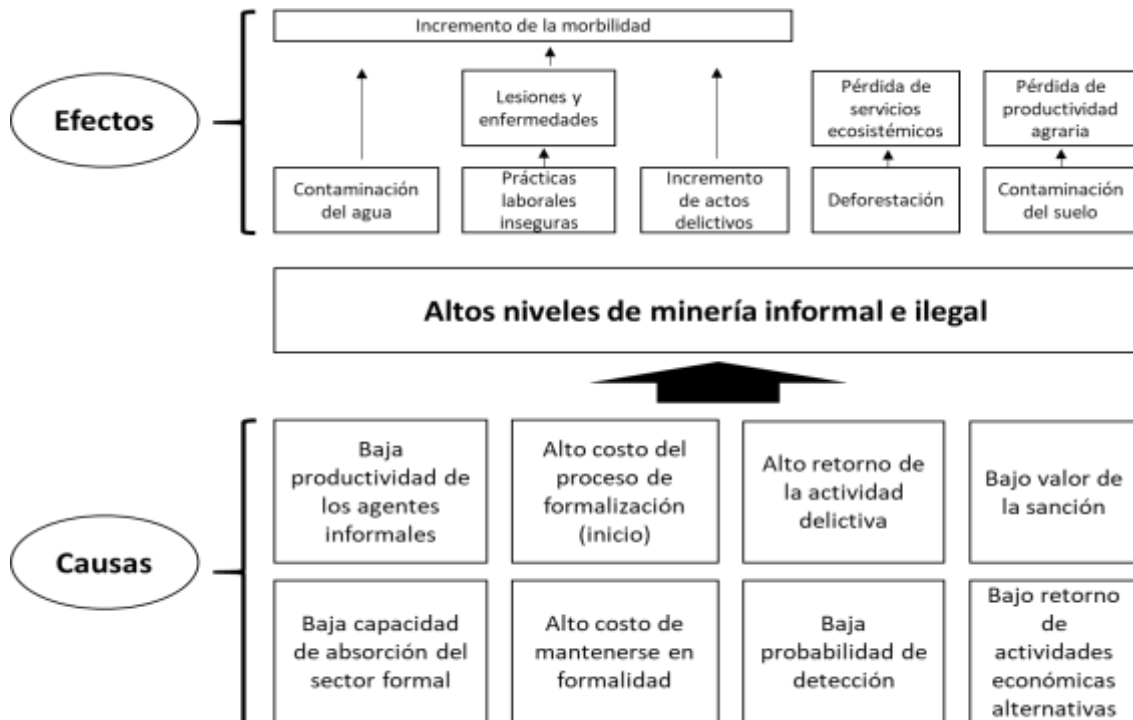 Incremento de la morbilidad
Efectos
Lesiones y
enfermedades
Pérdida de
servicios
ecosistémicos
Pérdida de
productividad
agraria
Contaminación
del agua
Prácticas
laborales
inseguras
Incremento
de actos
delictivos
Deforestación
Contaminación
del suelo
Altos niveles de minería informal e ilegal
Causas
Baja
productividad de
los agentes
informales
Alto costo del
proceso de
formalización
(inicio)
Alto retorno de
la actividad
delictiva
Bajo valor de
la sanción
Baja capacidad
de absorción del
sector formal
Alto costo de
mantenerse en
formalidad
Baja
probabilidad de
detección
Bajo retorno
de
actividades
económicas
alternativas